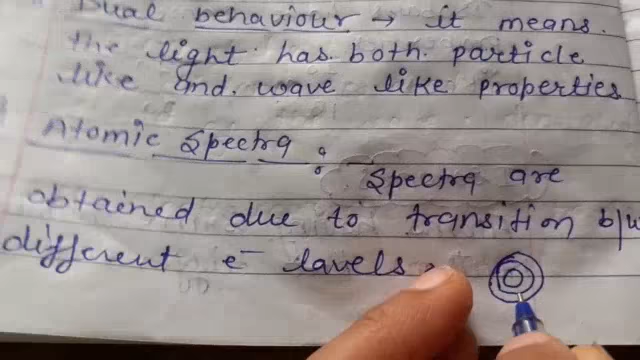 Dual behaviour → it means.
the light has both particle
like and wave like properties
Atomic Spectra :
Spectra are
obtained due to transition b/w
different e⁻ lavels.